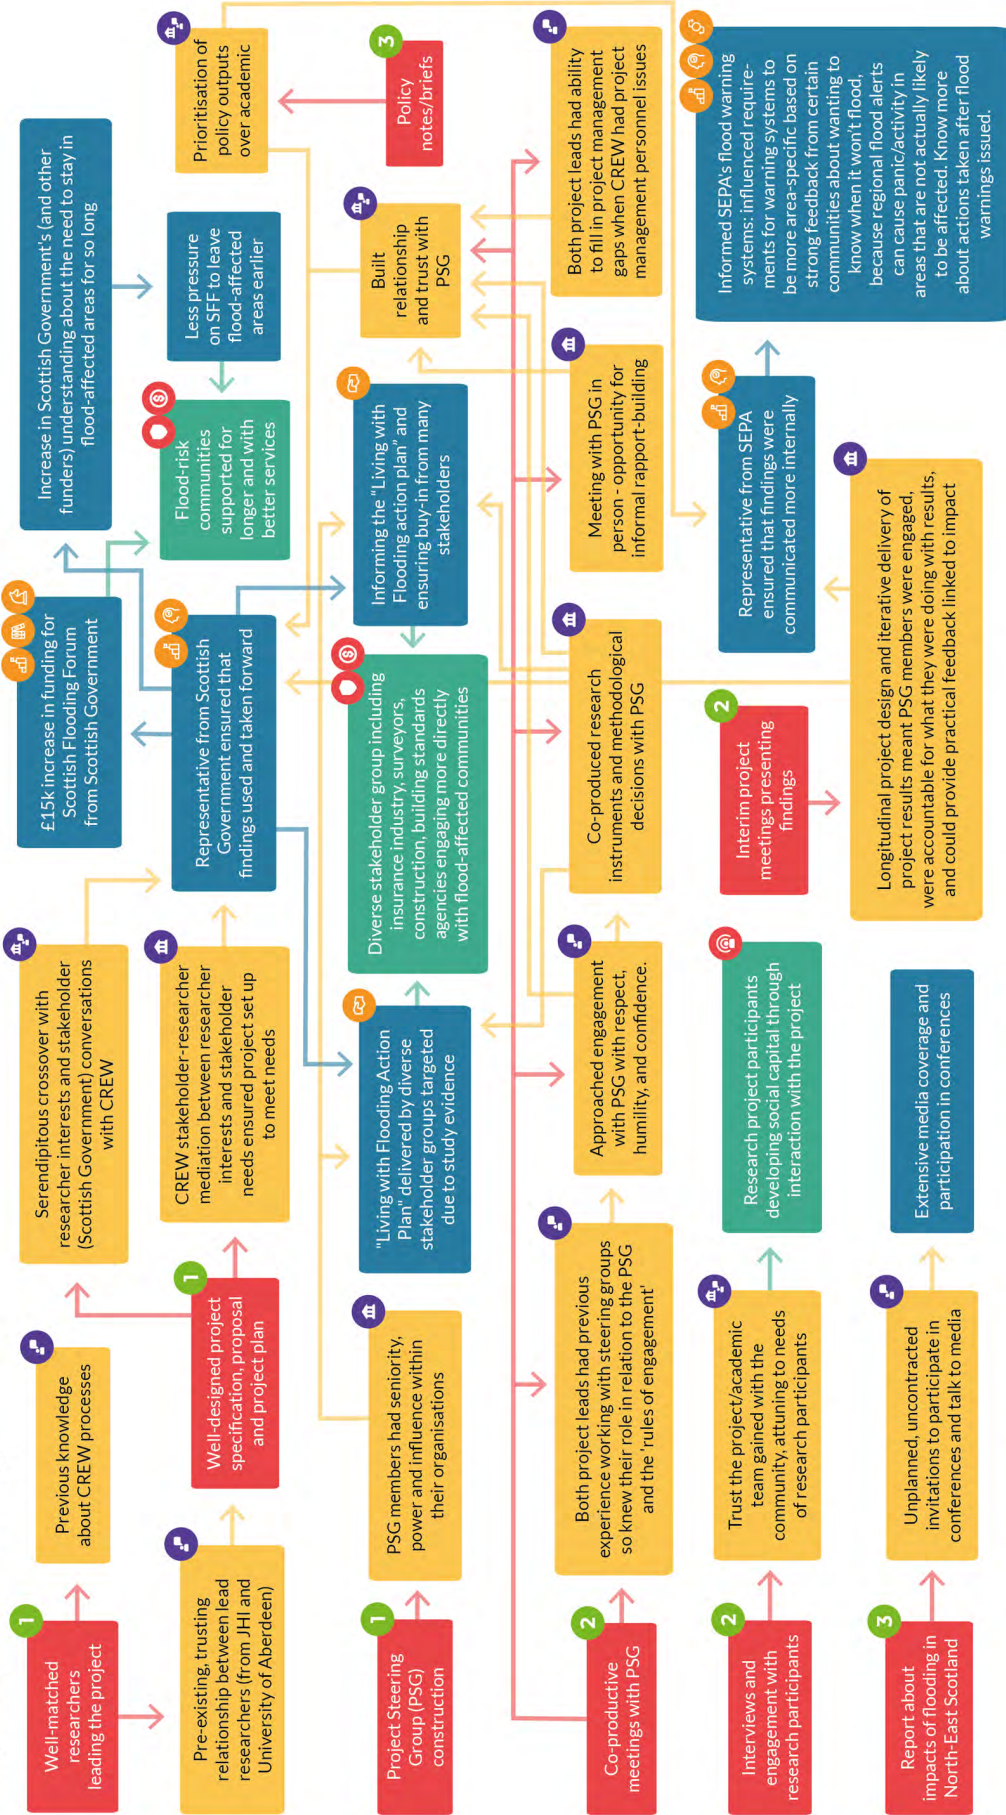 1
Well-matched
researchers
leading the project
Previous knowledge
about CREW processes
Serendipitous crossover with
researcher interests and stakeholder
(Scottish Government) conversations
with CREW
£15k increase in funding for
Scottish Flooding Forum
from Scottish Government
Increase in Scottish Government's (and other
funders) understanding about the need to stay in
flood-affected areas for so long
Pre-existing, trusting
relationship between lead
researchers (from JHI and
University of Aberdeen)
1
Well-designed project
specification, proposal
and project plan
CREW stakeholder-researcher
mediation between researcher
interests and stakeholder
needs ensured project set up
to meet needs
Representative from Scottish
Government ensured that
findings used and taken forward
Flood-risk
communities
supported for
longer and with
better services
Less pressure
on SFF to leave
flood-affected
areas earlier
Prioritisation of
policy outputs
over academic
1
Project Steering
Group (PSG)
construction
PSG members had seniority,
power and influence within
their organisations
"Living with Flooding Action
Plan" delivered by diverse
stakeholder groups targeted
due to study evidence
Diverse stakeholder group including
insurance industry, surveyors,
construction, building standards
agencies engaging more directly
with flood-affected communities
Informing the "Living with
Flooding action plan" and
ensuring buy-in from many
stakeholders
Built
relationship
and trust with
PSG
3
Policy
notes/briefs
2
Co-productive
meetings with PSG
Both project leads had previous
experience working with steering groups
so knew their role in relation to the PSG
and the 'rules of engagement'
Approached engagement
with PSG with respect,
humility, and confidence.
Co-produced research
instruments and methodological
decisions with PSG
Meeting with PSG in
person - opportunity for
informal rapport-building
Both project leads had ability
to fill in project management
gaps when CREW had project
management personnel issues
2
Interviews and
engagement with
research participants
Trust the project/academic
team gained with the
community, attuning to needs
of research participants
Research project participants
developing social capital through
interaction with the project
2
Interim project
meetings presenting
findings
Representative from SEPA
ensured that findings were
communicated more internally
Informed SEPA's flood warning
systems: influenced require-
ments for warning systems to
be more area-specific based on
strong feedback from certain
communities about wanting to
know when it won't flood,
because regional flood alerts
can cause panic/activity in
areas that are not actually likely
to be affected. Know more
about actions taken after flood
warnings issued.
3
Report about
impacts of flooding in
North-East Scotland
Unplanned, uncontracted
invitations to participate in
conferences and talk to media
Extensive media coverage and
participation in conferences
Longitudinal project design and iterative delivery of
project results meant PSG members were engaged,
were accountable for what they were doing with results,
and could provide practical feedback linked to impact